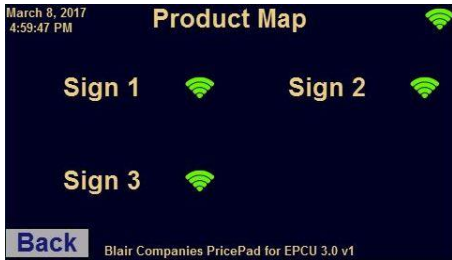 March 8, 2017
4:59:47 PM
Product Map
Sign 1
Sign 2
Sign 3
Back
Blair Companies PricePad for EPCU 3.0 v1